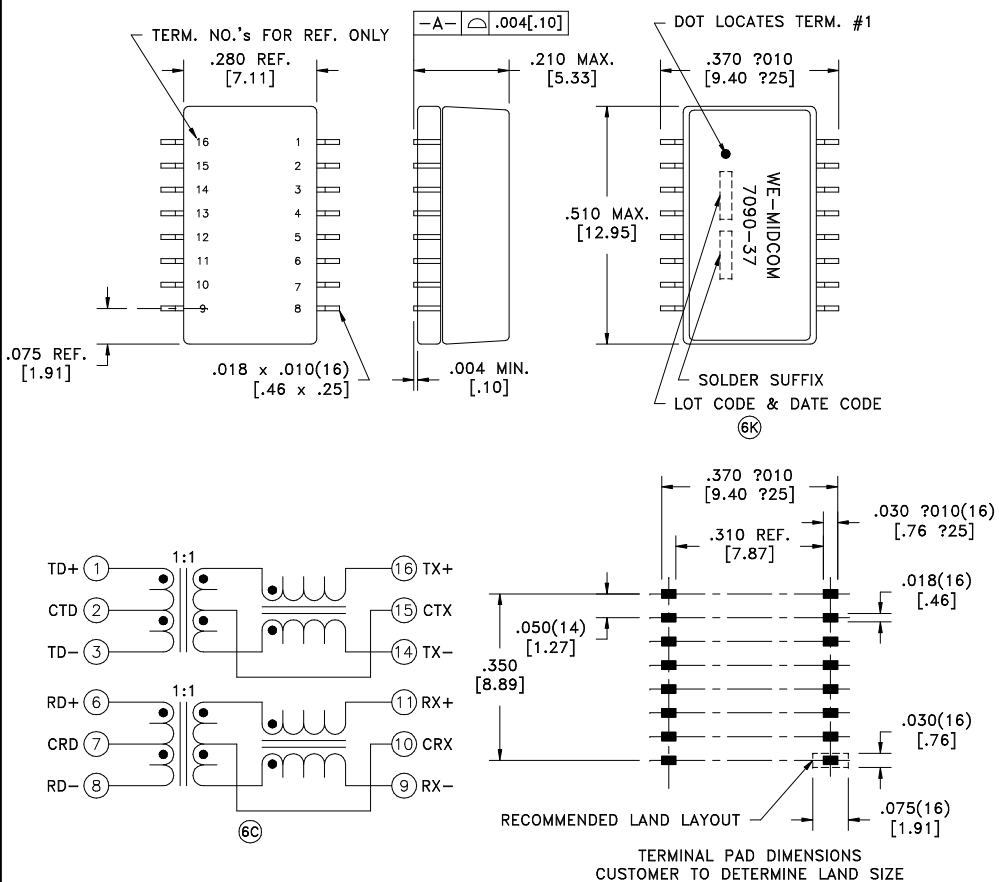 TERM. NO.'s FOR REF. ONLY
.280 REF.
[7.11]
16
15
14
13
12
11
10
9
1
2
3
4
5
6
7
8
.075 REF.
[1.91]
.018 x .010(16)
[.46 x .25]
-A- .004[.10]
.210 MAX.
[5.33]
.004 MIN.
[.10]
DOT LOCATES TERM. #1
.370 ?010
[9.40 ?25]
.510 MAX.
[12.95]
WE-MIDCOM
7090-37
SOLDER SUFFIX
LOT CODE & DATE CODE
6K
1:1
TD+ 1
CTD 2
TD- 3
16 TX+
15 CTX
14 TX-
1:1
RD+ 6
CRD 7
RD- 8
11 RX+
10 CRX
9 RX-
6C
.370 ?010
[9.40 ?25]
.030 ?010(16)
[.76 ?25]
.310 REF.
[7.87]
.018(16)
[.46]
.050(14)
[1.27]
.350
[8.89]
.030(16)
[.76]
.075(16)
[1.91]
RECOMMENDED LAND LAYOUT
TERMINAL PAD DIMENSIONS
CUSTOMER TO DETERMINE LAND SIZE